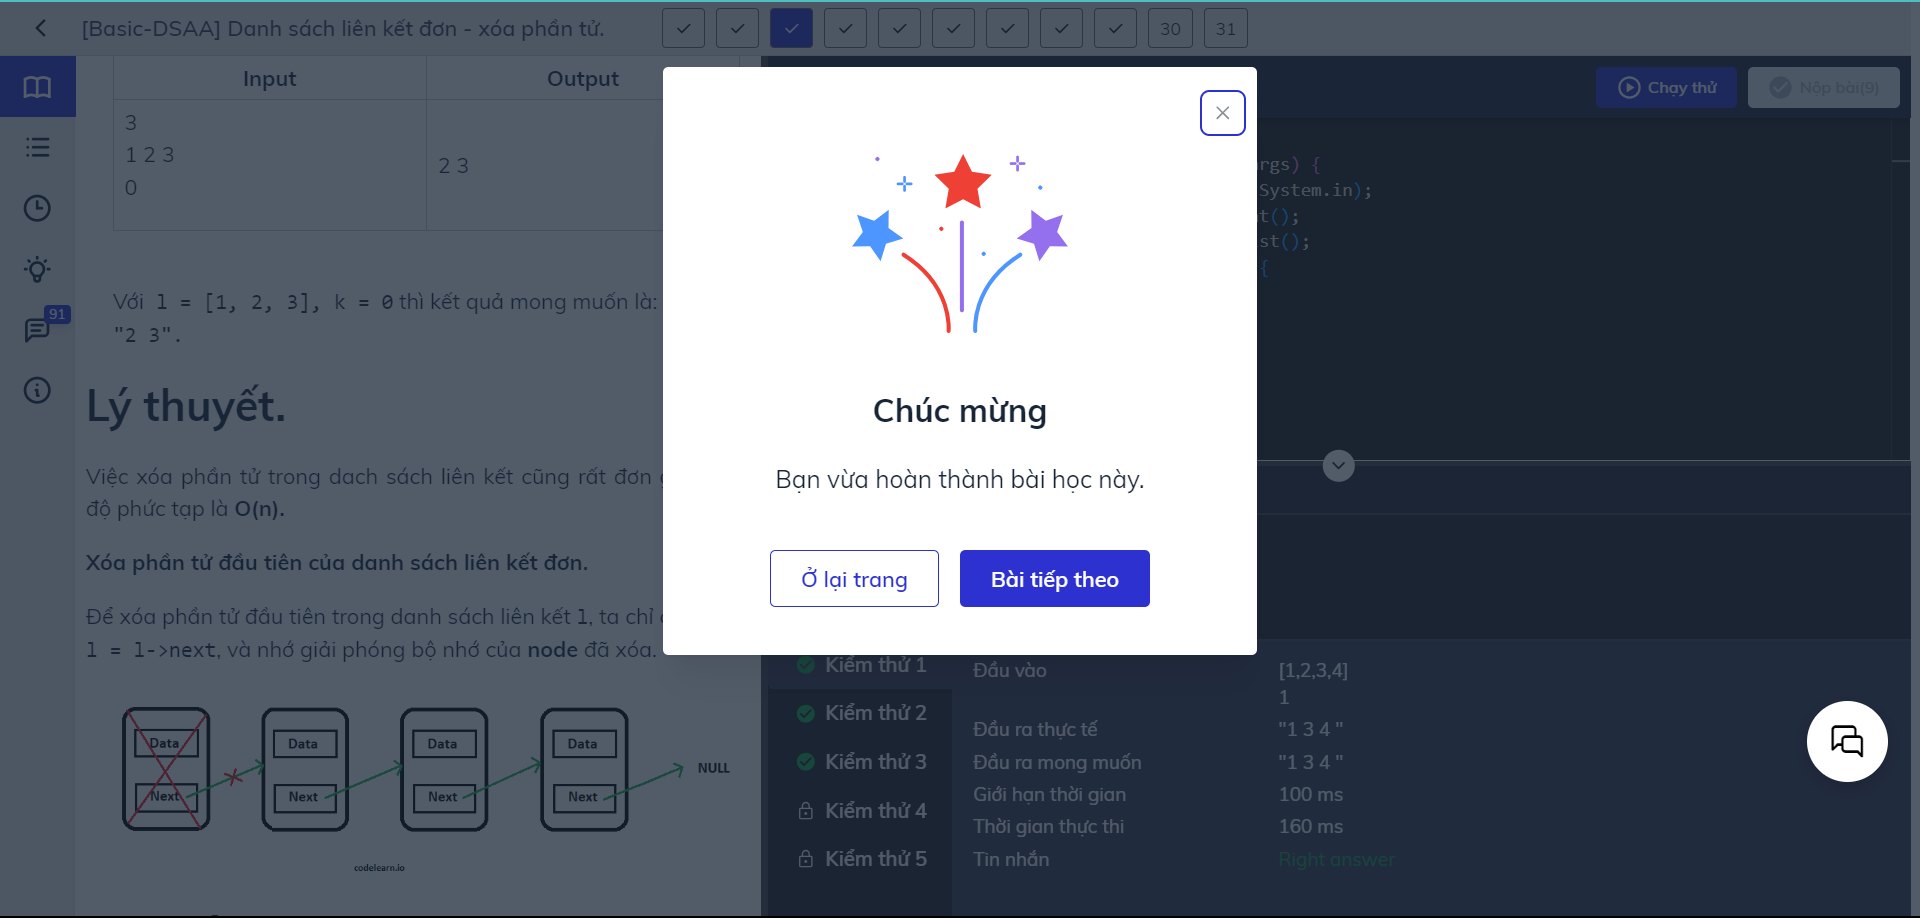 [Basic-DSAA] Danh sách liên kết đơn - xóa phần tử.
30
31
Chạy thử
Nộp bài(9)
91
Input
Output
3
1 2 3
0
2 3
Với l = [1, 2, 3], k = 0 thì kết quả mong muốn là:
"2 3".
Lý thuyết.
Việc xóa phần tử trong dach sách liên kết cũng rất đơn
độ phức tạp là O(n).
Xóa phần tử đầu tiên của danh sách liên kết đơn.
Để xóa phần tử đầu tiên trong danh sách liên kết l, ta chỉ
l = l->next, và nhớ giải phóng bộ nhớ của node đã xóa.
Data
Data
Data
Data
Next
Next
Next
Next
NULL
codelearn.io
rgs) {
System.in);
t();
st();
{
Chúc mừng
Bạn vừa hoàn thành bài học này.
Ở lại trang
Bài tiếp theo
Kiểm thử 1
Kiểm thử 2
Kiểm thử 3
Kiểm thử 4
Kiểm thử 5
Đầu vào
[1,2,3,4]
1
Đầu ra thực tế
"1 3 4 "
Đầu ra mong muốn
"1 3 4 "
Giới hạn thời gian
100 ms
Thời gian thực thi
160 ms
Tin nhắn
Right answer